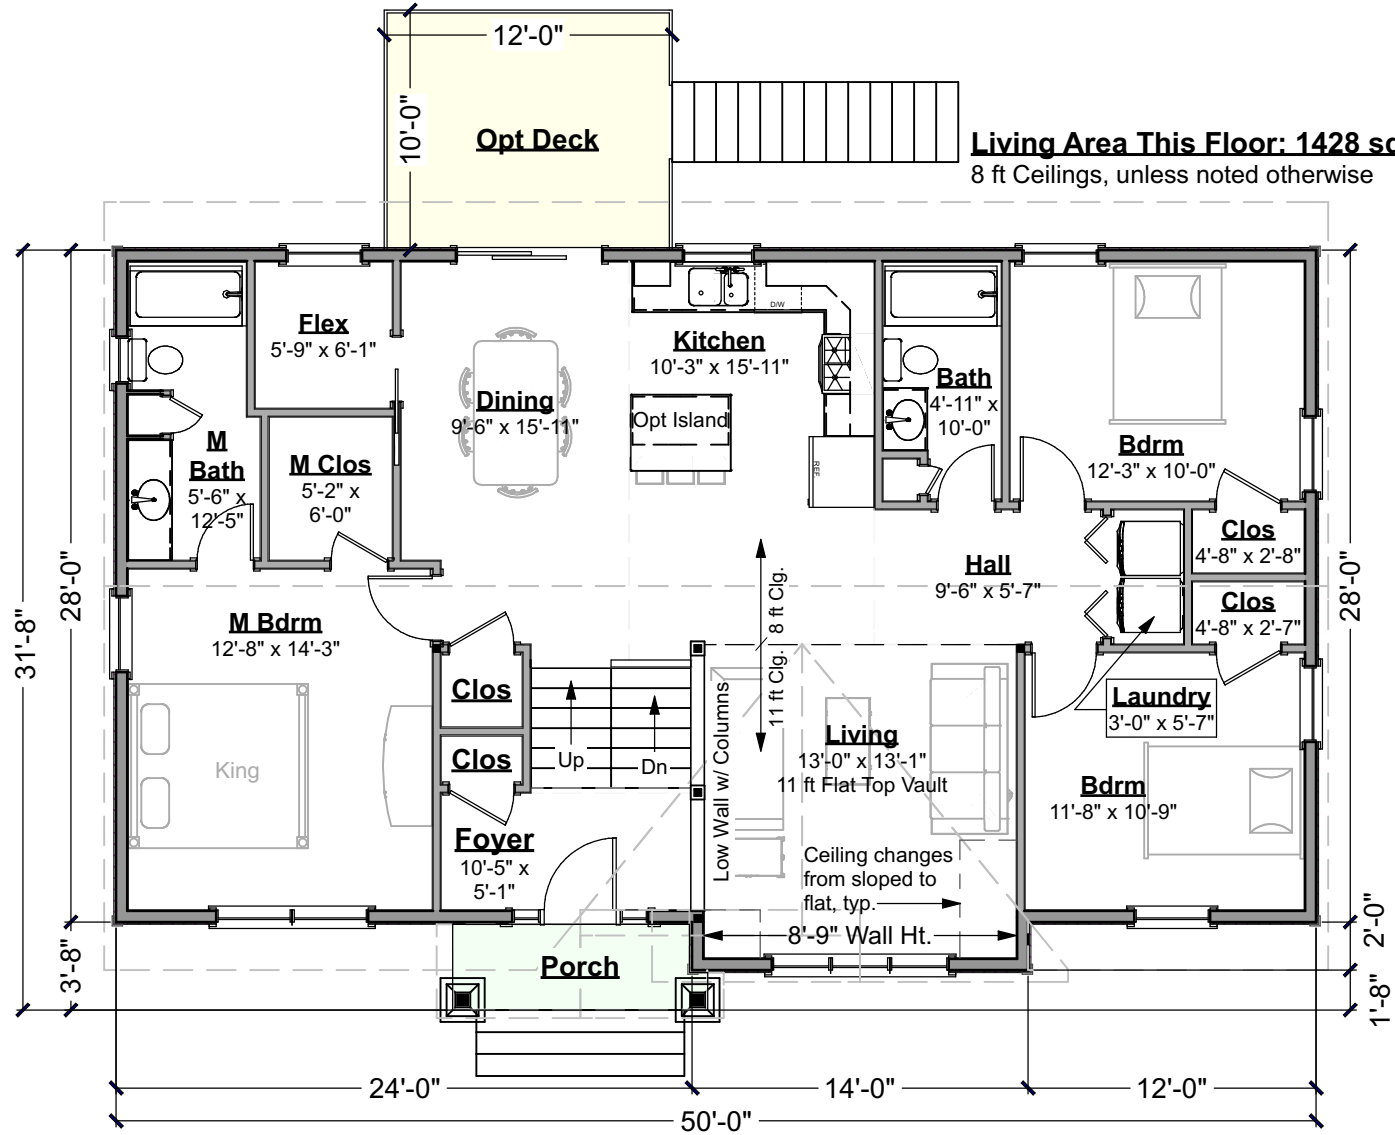 12'-0"
10'-0"
Opt Deck
Living Area This Floor: 1428
8 ft Ceilings, unless noted otherwise
Flex
5'-9" x 6'-1"
Kitchen
10'-3" x 15'-11"
D/W
Dining
9'-6" x 15'-11"
Opt Island
REF.
Bath
4'-11" x
10'-0"
Bdrm
12'-3" x 10'-0"
M
Bath
5'-6" x
12'-5"
M Clos
5'-2" x
6'-0"
Clos
4'-8" x 2'-8"
Hall
9'-6" x 5'-7"
Clos
4'-8" x 2'-7"
11 ft Clg. 8 ft Clg.
M Bdrm
12'-8" x 14'-3"
King
Clos
Clos
Up
Dn
Low Wall w/ Columns
Living
13'-0" x 13'-1"
11 ft Flat Top Vault
Laundry
3'-0" x 5'-7"
Bdrm
11'-8" x 10'-9"
Foyer
10'-5" x
5'-1"
Ceiling changes
from sloped to
flat, typ.
8'-9" Wall Ht.
Porch
31'-8"
28'-0"
3'-8"
28'-0"
2'-0"
1'-8"
24'-0"
14'-0"
12'-0"
50'-0"